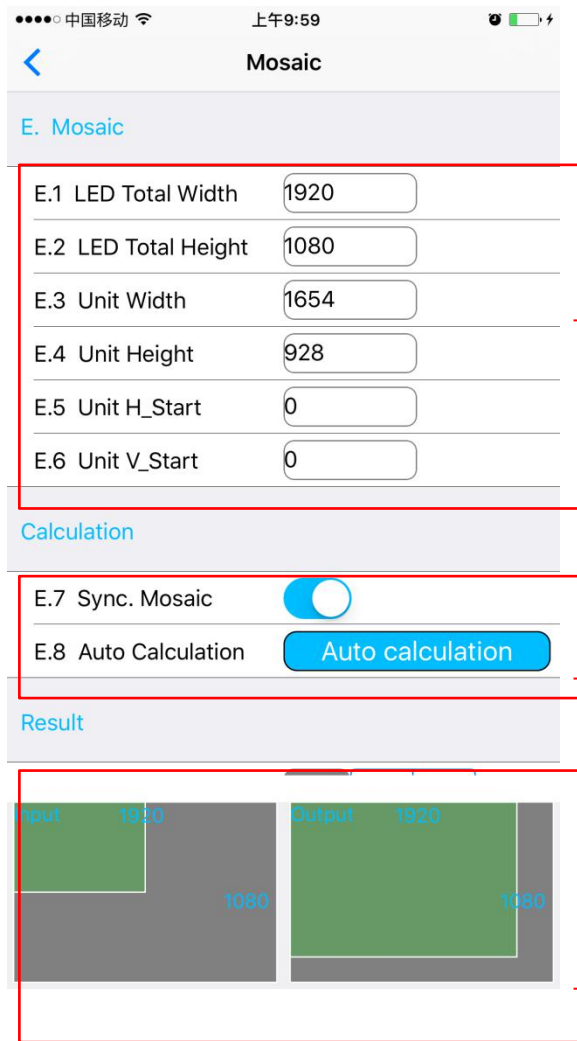 中国移动 上午9:59
Mosaic
E. Mosaic
E.1 LED Total Width 1920
E.2 LED Total Height 1080
E.3 Unit Width 1654
E.4 Unit Height 928
E.5 Unit H_Start 0
E.6 Unit V_Start 0
Calculation
E.7 Sync. Mosaic
E.8 Auto Calculation Auto calculation
Result
Input 1920 Output 1920
1080 1080